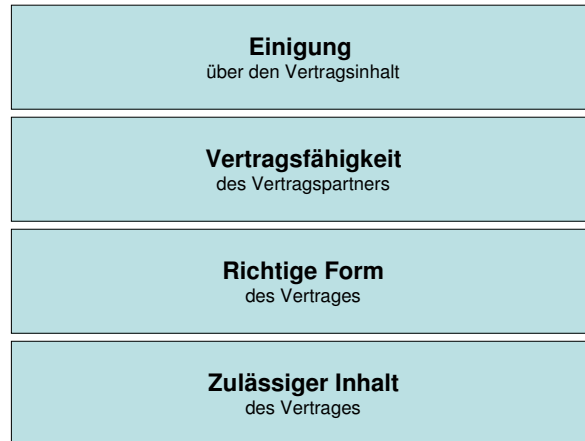 Einigung
über den Vertragsinhalt
Vertragsfähigkeit
des Vertragspartners
Richtige Form
des Vertrages
Zulässiger Inhalt
des Vertrages